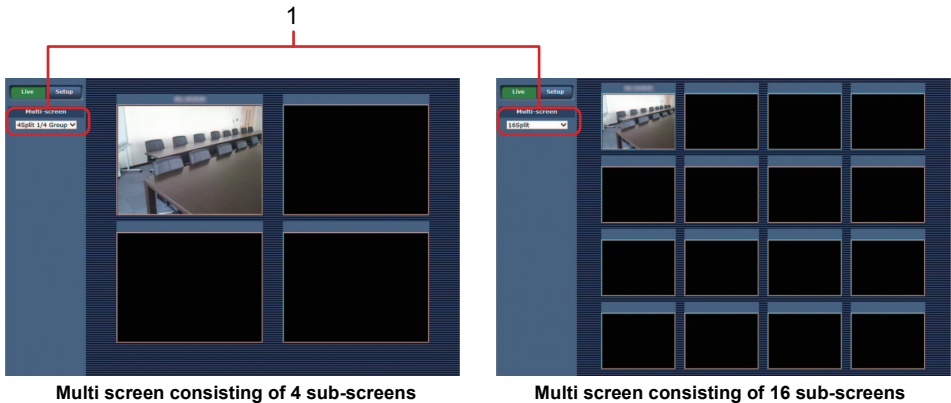 1
Live Setup
Multi-screen
4Split 1/4 Group
Live Setup
Multi-screen
16Split
Multi screen consisting of 4 sub-screens
Multi screen consisting of 16 sub-screens